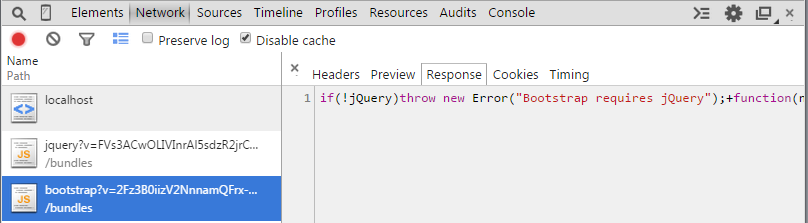 Elements Network Sources Timeline Profiles Resources Audits Console
Preserve log Disable cache
Name
Path
Headers Preview Response Cookies Timing
1 if(!jQuery)throw new Error("Bootstrap requires jQuery");+function(n
localhost
jquery?v=FVs3ACwOLIVInrAl5sdzR2jrC...
/bundles
bootstrap?v=2Fz3B0iizV2NnnamQFrx-...
/bundles